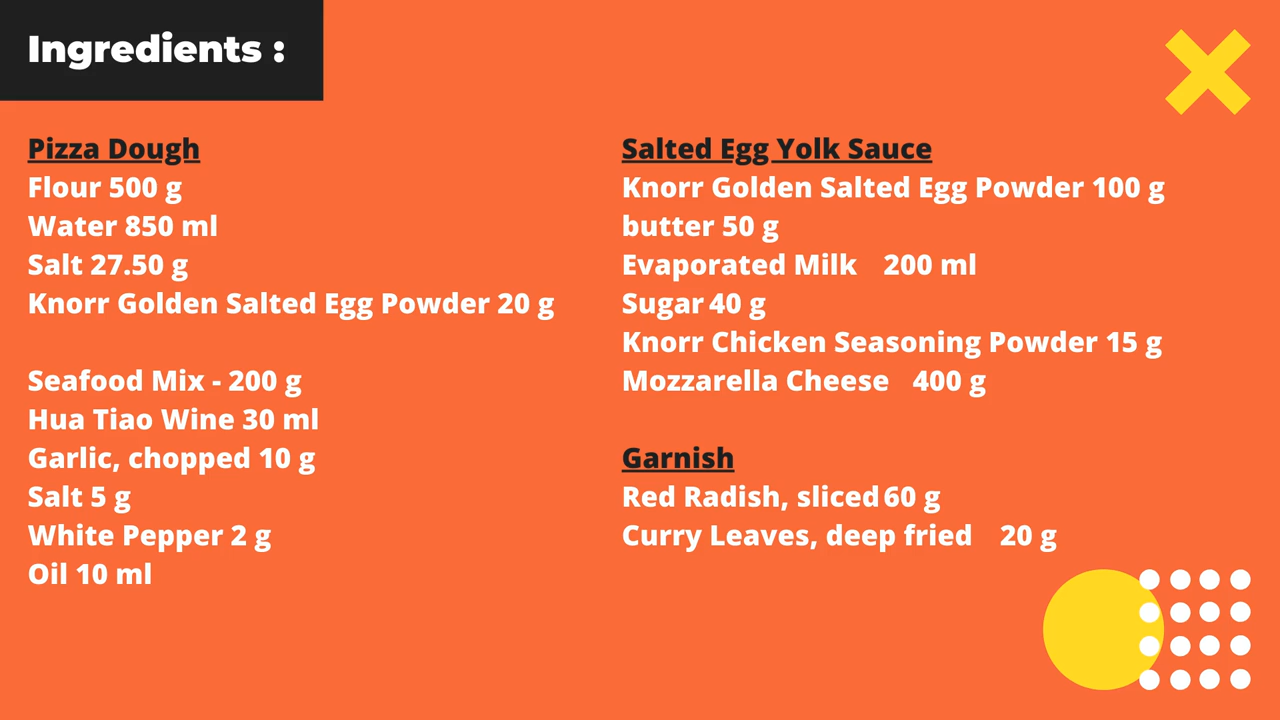 Ingredients :
Pizza Dough
Flour 500 g
Water 850 ml
Salt 27.50 g
Knorr Golden Salted Egg Powder 20 g
Seafood Mix - 200 g
Hua Tiao Wine 30 ml
Garlic, chopped 10 g
Salt 5 g
White Pepper 2 g
Oil 10 ml
Salted Egg Yolk Sauce
Knorr Golden Salted Egg Powder 100 g
butter 50 g
Evaporated Milk 200 ml
Sugar 40 g
Knorr Chicken Seasoning Powder 15 g
Mozzarella Cheese 400 g
Garnish
Red Radish, sliced 60 g
Curry Leaves, deep fried 20 g